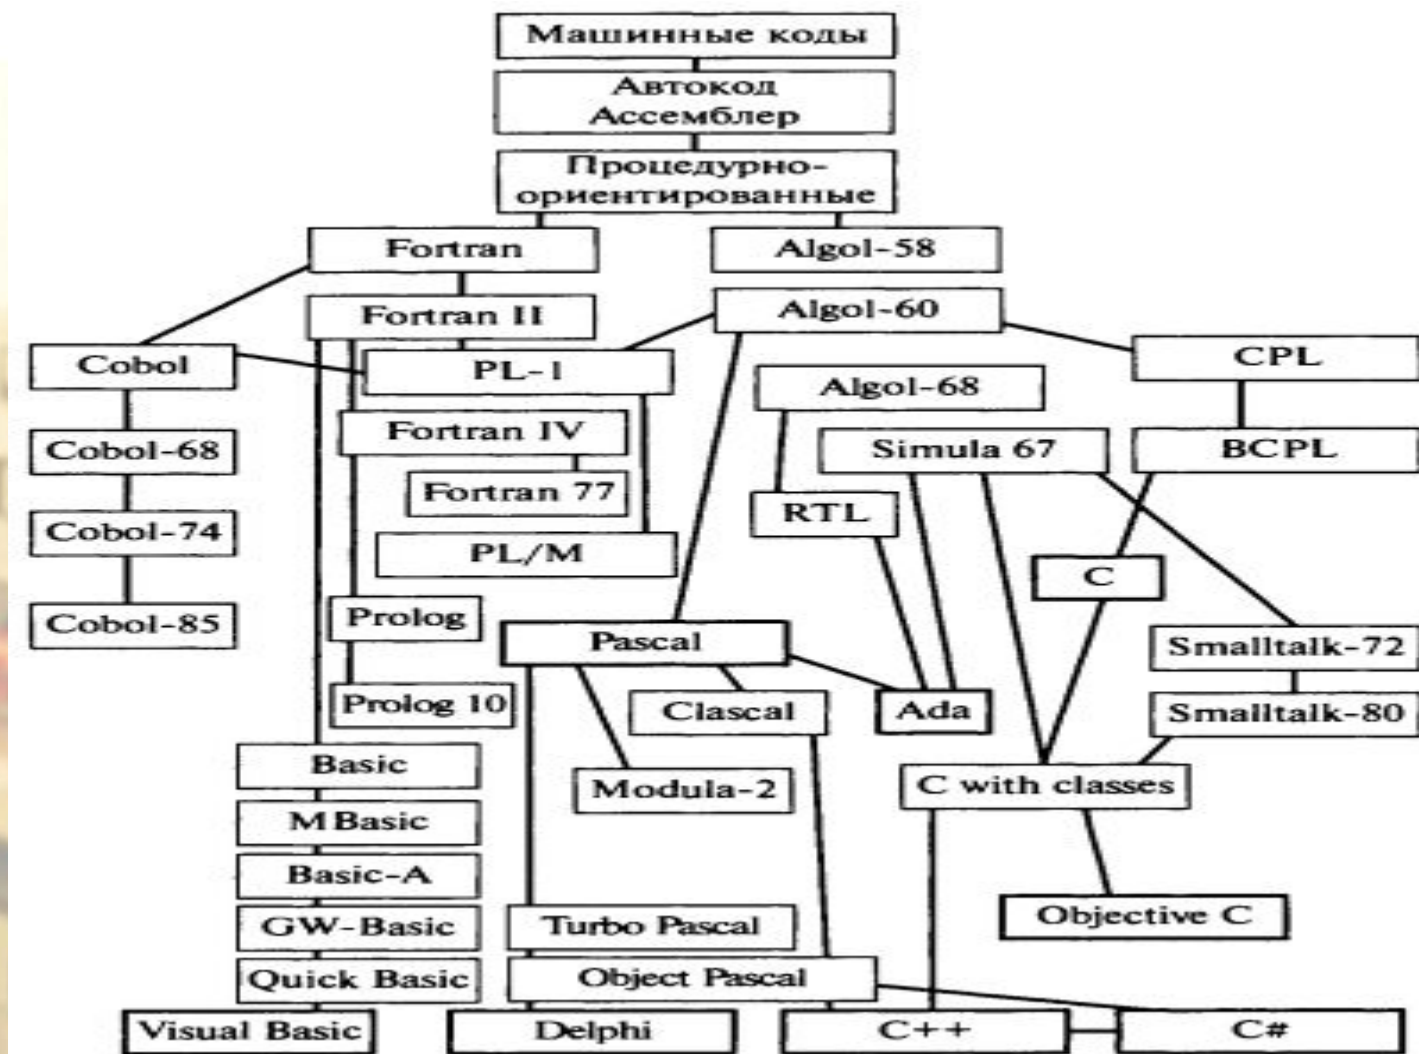 Машинные коды
Автокод
Ассемблер
Процедурно-
ориентированные
Fortran
Algol-58
Fortran II
Algol-60
Cobol
PL-1
CPL
Algol-68
Cobol-68
Fortran IV
Simula 67
BCPL
Fortran 77
RTL
Cobol-74
PL/M
C
Cobol-85
Prolog
Pascal
Smalltalk-72
Prolog 10
Clascal
Ada
Smalltalk-80
Basic
Modula-2
C with classes
MBasic
Basic-A
GW-Basic
Turbo Pascal
Objective C
Quick Basic
Object Pascal
Visual Basic
Delphi
C++
C#